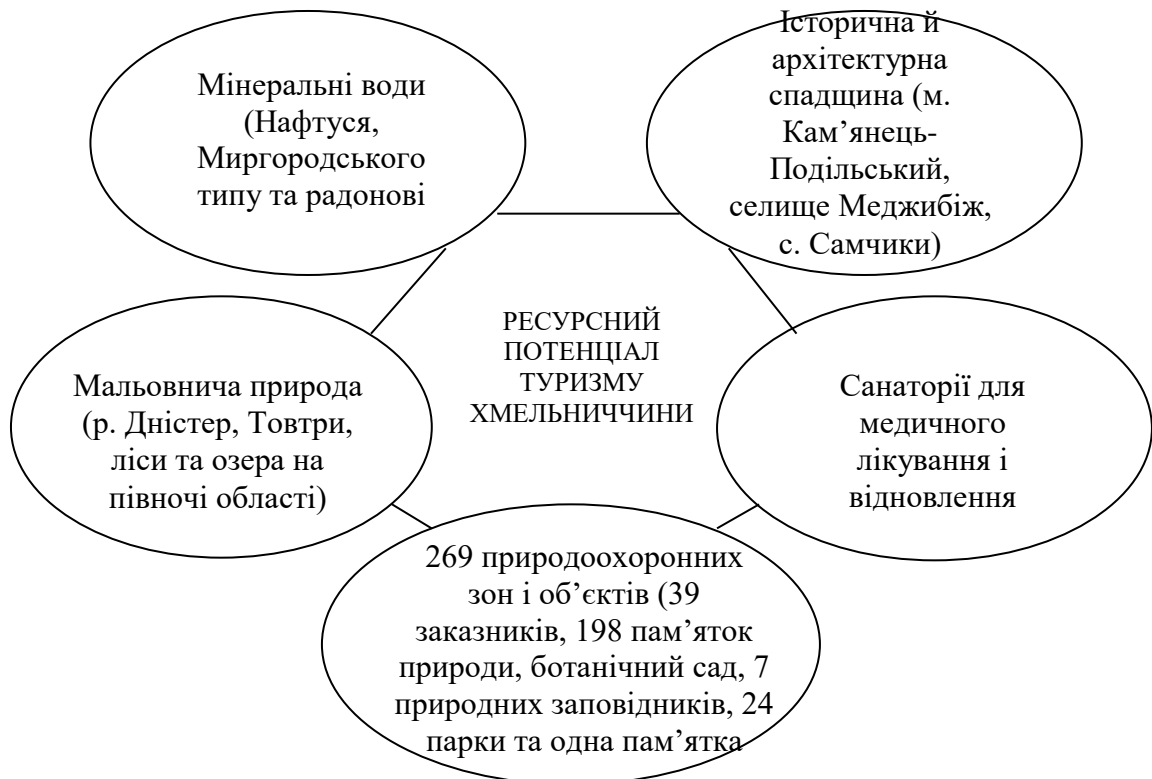 Мінеральні води
(Нафтуся,
Миргородського
типу та радонові
Історична й
архітектурна
спадщина (м.
Кам’янець-
Подільський,
селище Меджибіж,
с. Самчики)
РЕСУРСНИЙ
ПОТЕНЦІАЛ
ТУРИЗМУ
ХМЕЛЬНИЧЧИНИ
Мальовнича природа
(р. Дністер, Товтри,
ліси та озера на
півночі області)
Санаторії для
медичного
лікування і
відновлення
269 природоохоронних
зон і об’єктів (39
заказників, 198 пам’яток
природи, ботанічний сад, 7
природних заповідників, 24
парки та одна пам’ятка